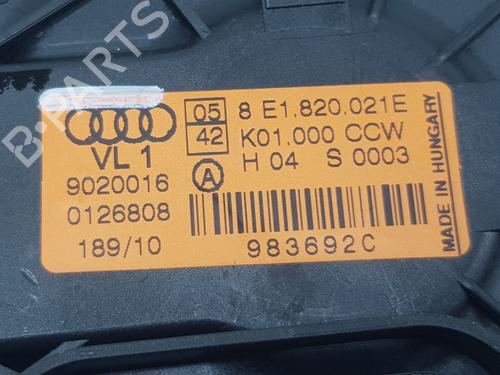 05 8 E1.820.021E
42 K01.000 CCW
VL 1 A H 04 S 0003
9020016
0126808
189/10 983692C
MADE IN HUNGARY
B-PARTS